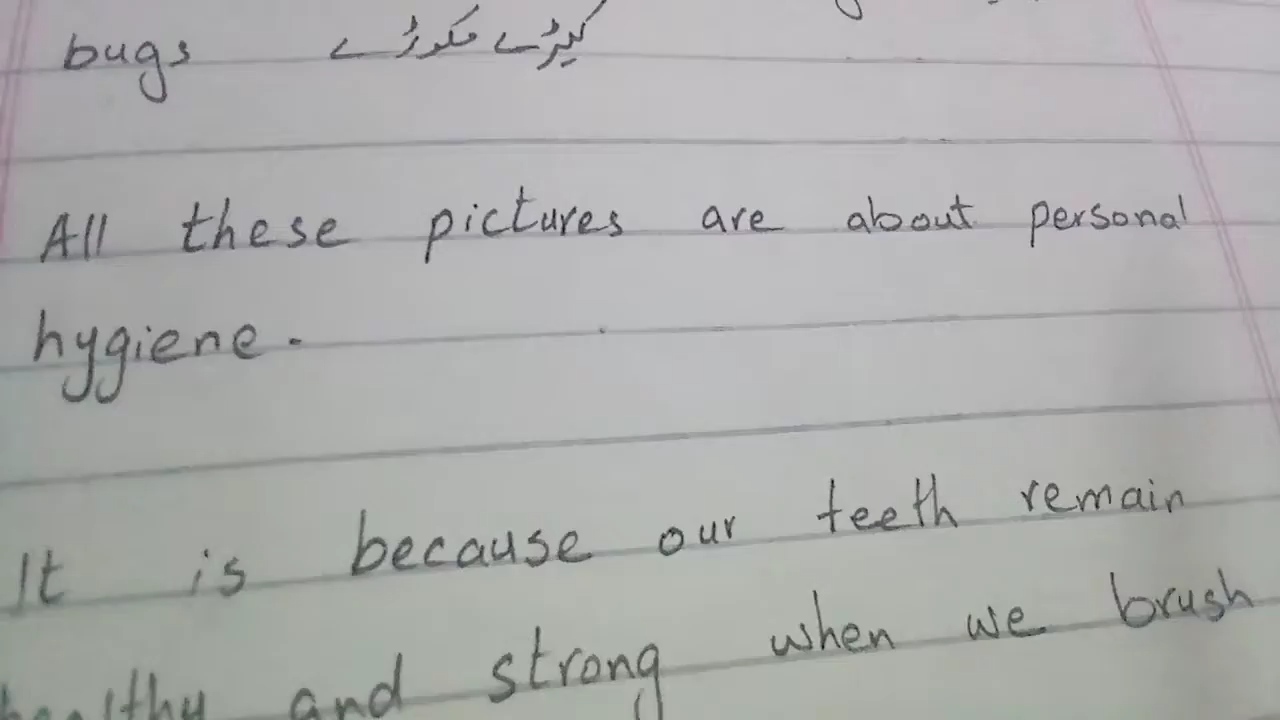 bugs کیڑے مکوڑے
All these pictures are about personal
hygiene.
It is because our teeth remain
healthy and strong when we brush